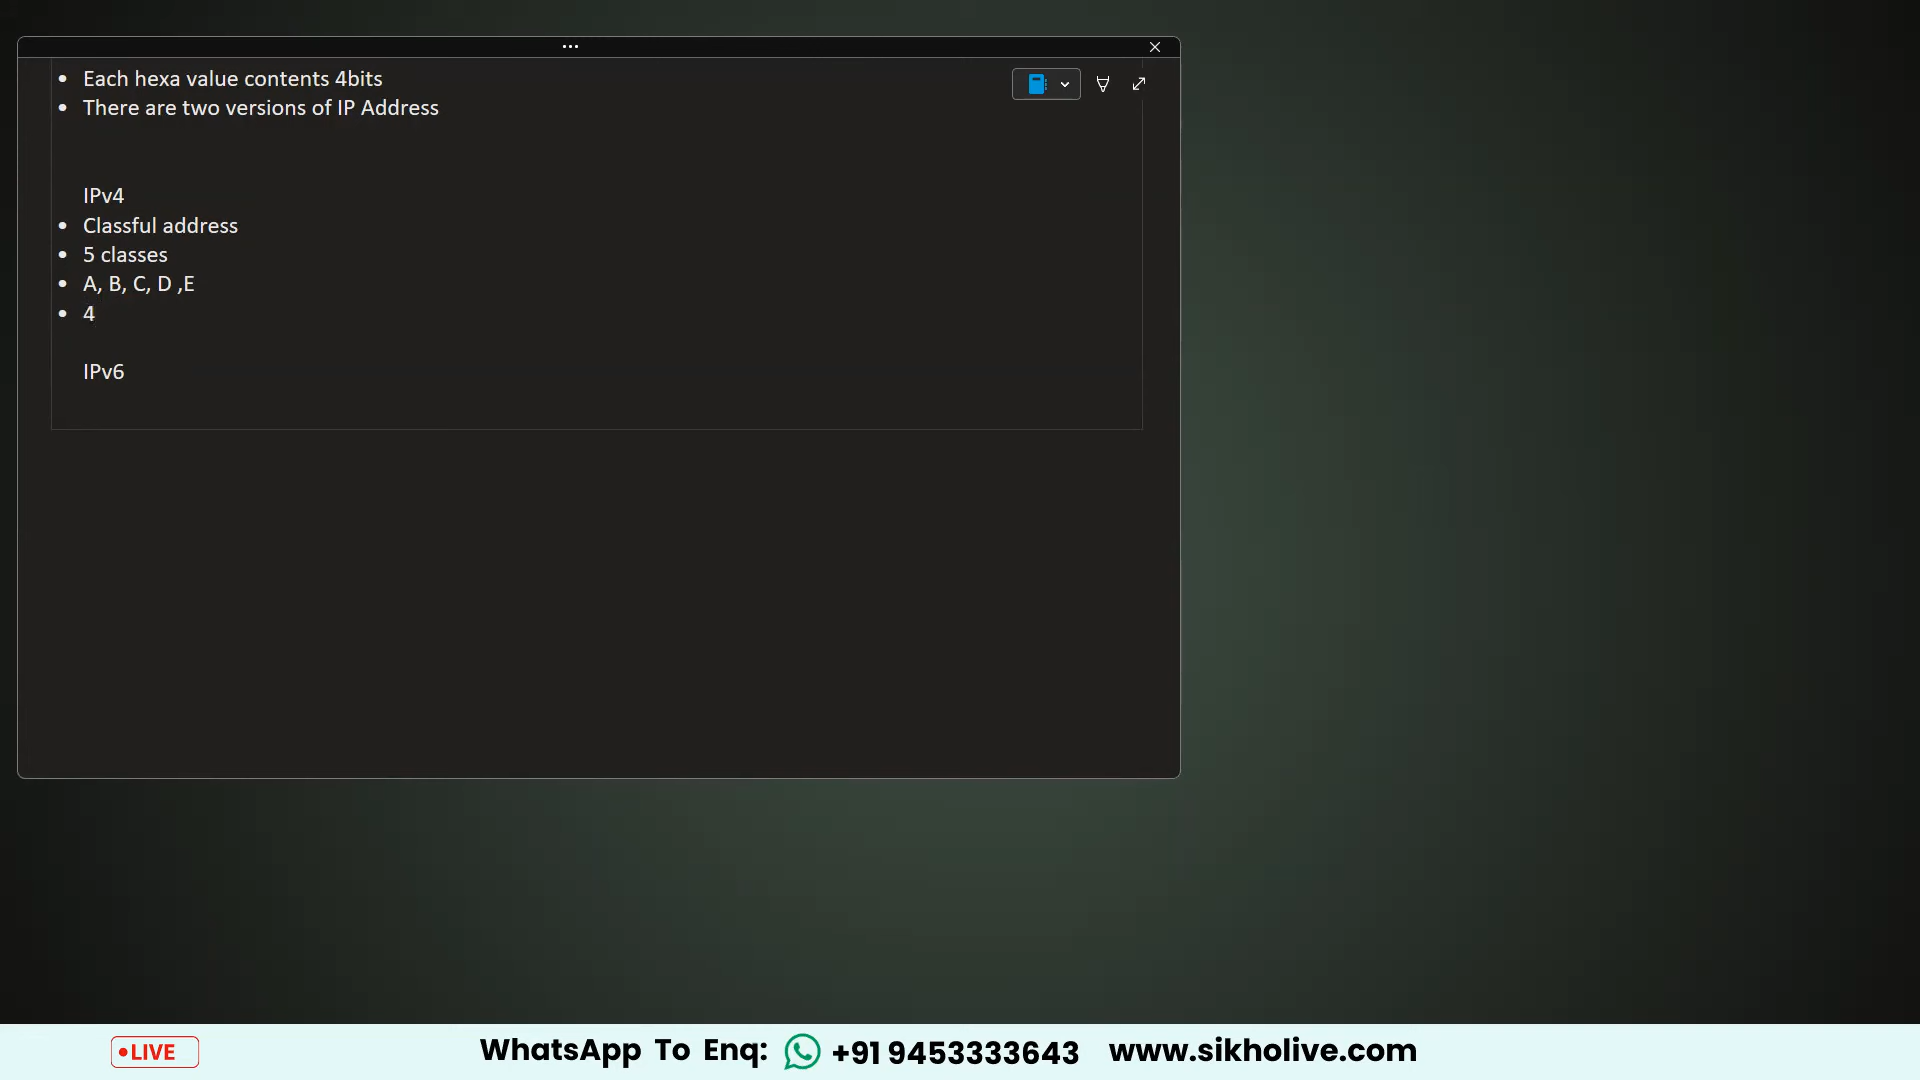 Each hexa value contents 4bits
There are two versions of IP Address
IPv4
Classful address
5 classes
A, B, C, D ,E
4
IPv6
LIVE
WhatsApp To Enq: +91 9453333643 www.sikholive.com